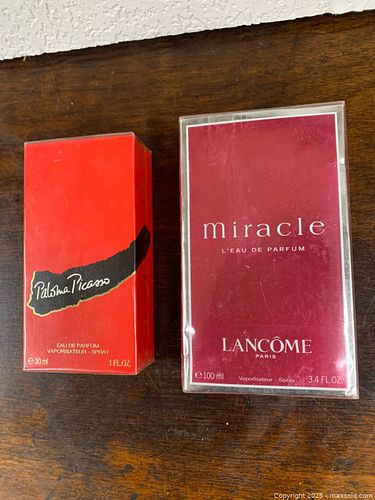 Paloma Picasso
EAU DE PARFUM
VAPORISATEUR - SPRAY
℮ 30 ml 1 FL.OZ
miracle
L'EAU DE PARFUM
LANCÔME
PARIS
℮ 100 ml Vaporisateur - Spray 3.4 FL.OZ
Copyright © 2025 - maxsold.com